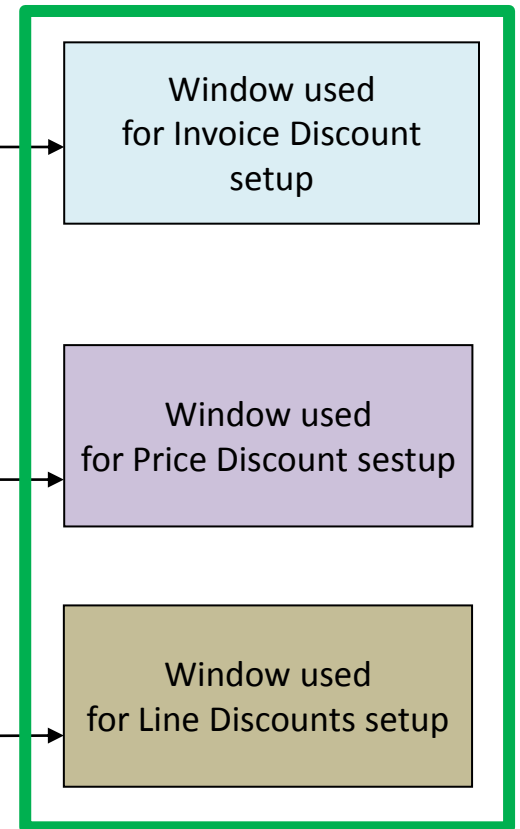 Window used
for Invoice Discount
setup
Window used
for Price Discount sestup
Window used
for Line Discounts setup